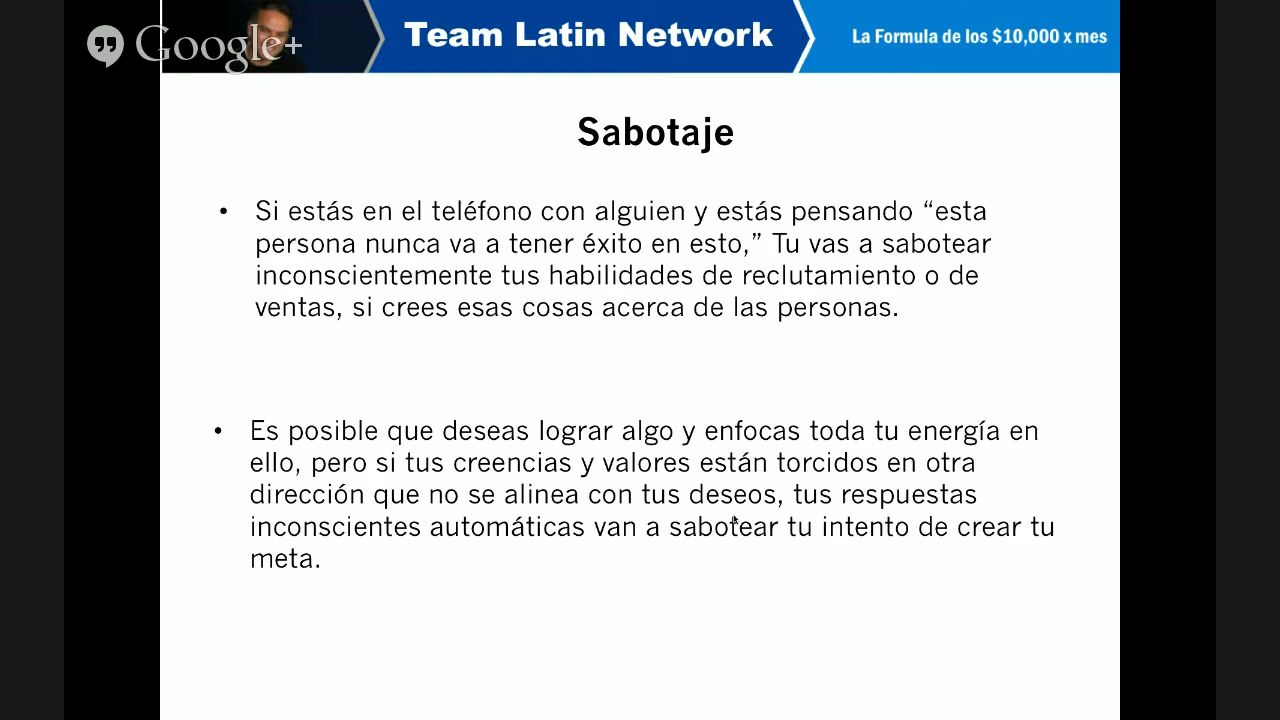 Google+
Team Latin Network
La Formula de los $10,000 x mes
Sabotaje
• Si estás en el teléfono con alguien y estás pensando “esta
persona nunca va a tener éxito en esto,” Tu vas a sabotear
inconscientemente tus habilidades de reclutamiento o de
ventas, si crees esas cosas acerca de las personas.
• Es posible que deseas lograr algo y enfocas toda tu energía en
ello, pero si tus creencias y valores están torcidos en otra
dirección que no se alinea con tus deseos, tus respuestas
inconscientes automáticas van a sabotear tu intento de crear tu
meta.